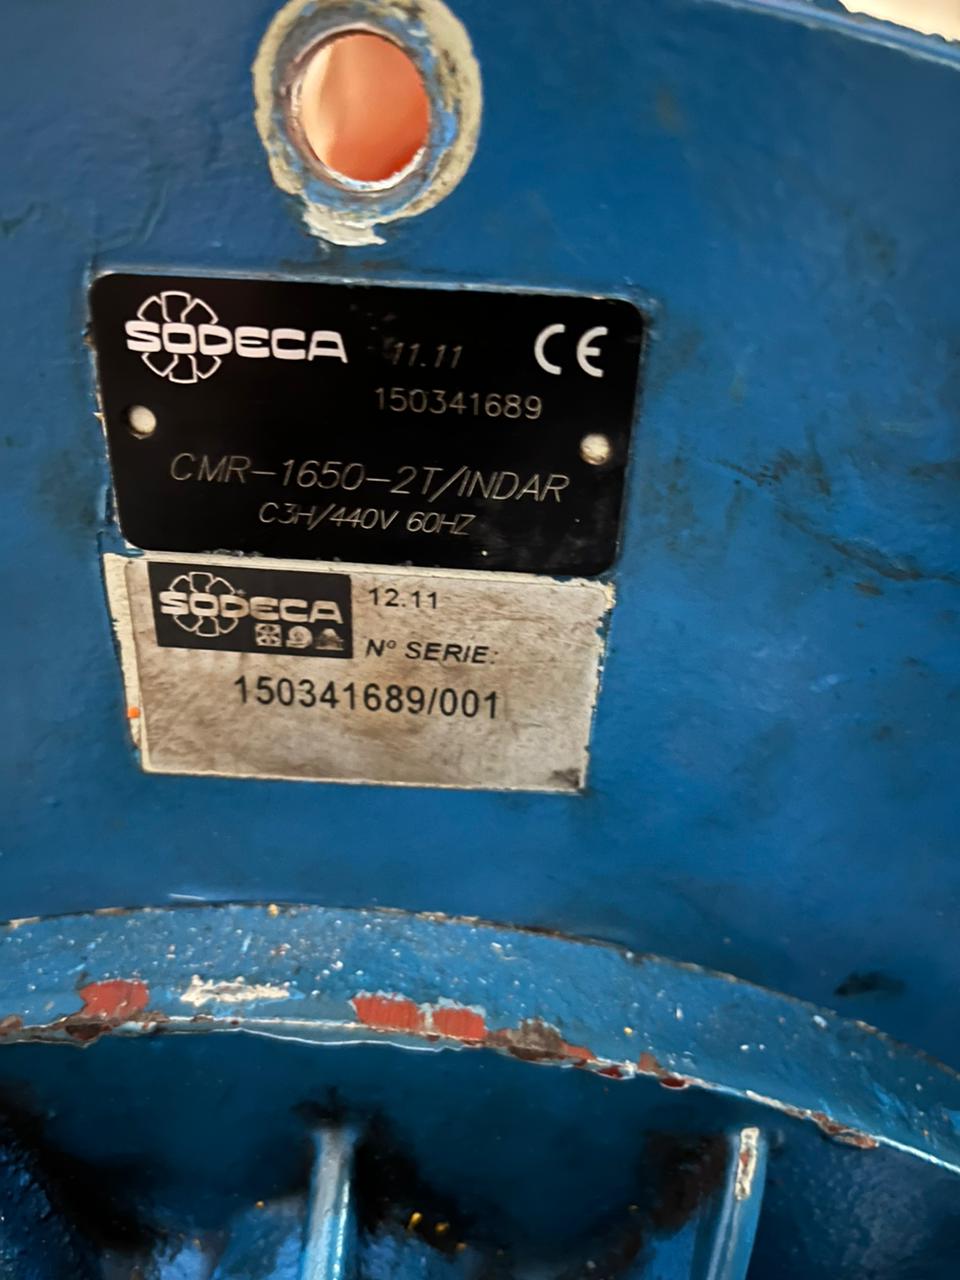 SODECA
11.11
CE
150341689
CMR-1650-2T/INDAR
C3H/440V 60HZ
SODECA
12.11
Nº SERIE:
150341689/001